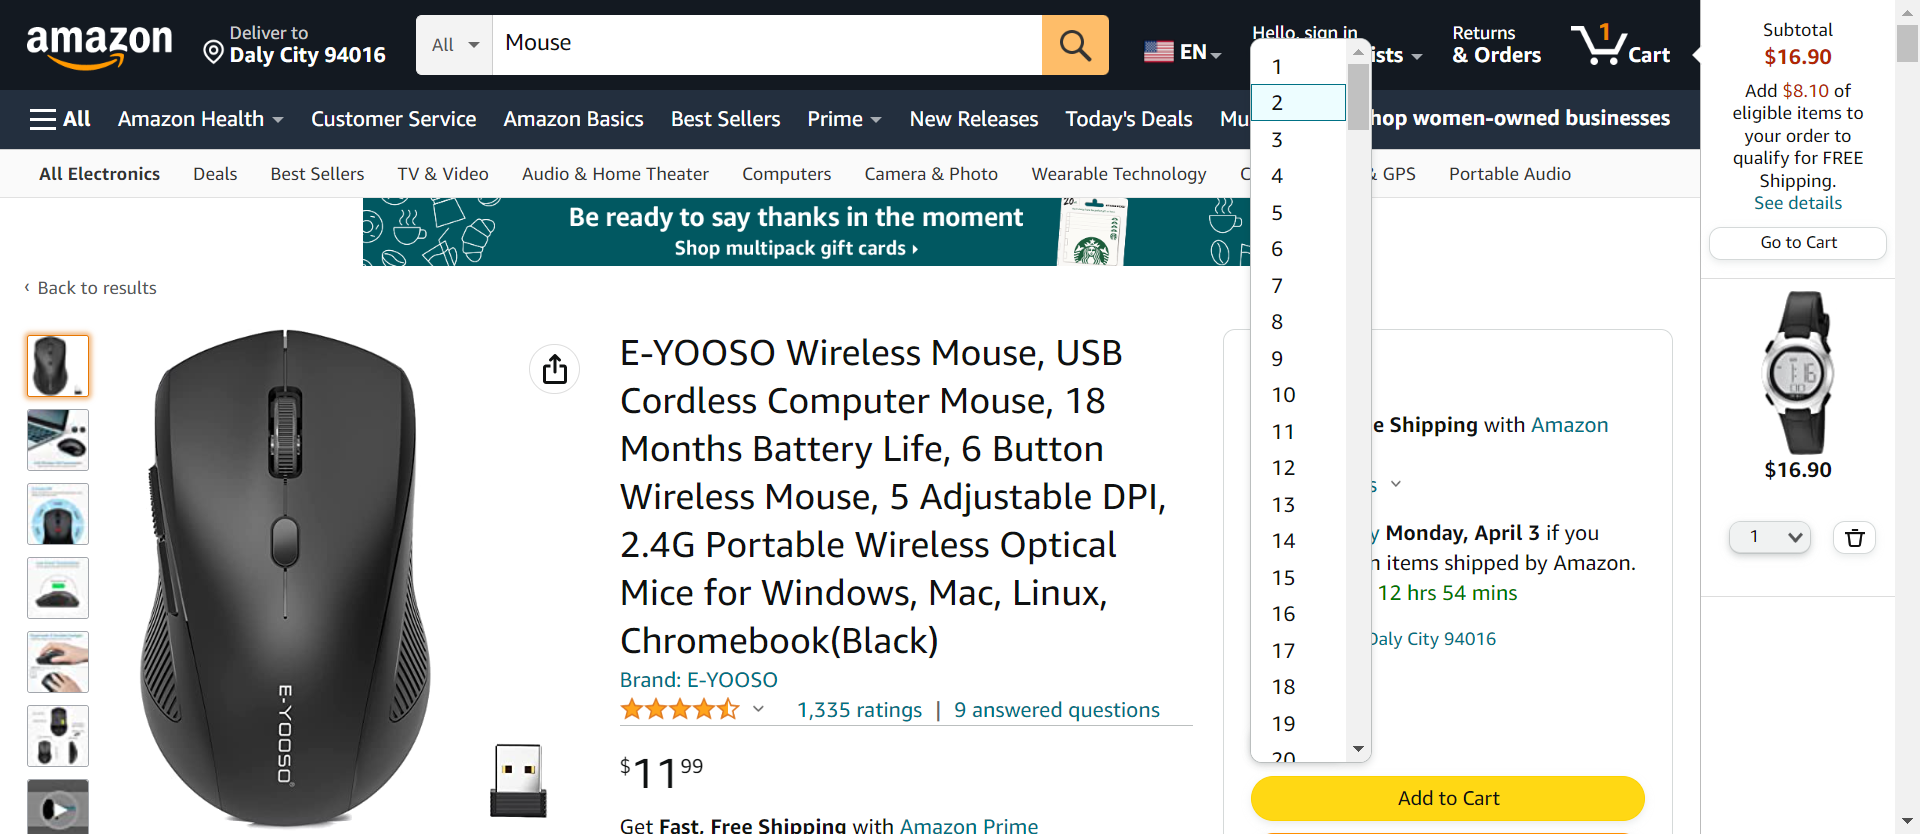 amazon
Deliver to
Daly City 94016
All
Mouse
EN
Hello, sign in
ists
Returns
& Orders
1
Cart
All
Amazon Health
Customer Service
Amazon Basics
Best Sellers
Prime
New Releases
Today's Deals
Mu
hop women-owned businesses
All Electronics
Deals
Best Sellers
TV & Video
Audio & Home Theater
Computers
Camera & Photo
Wearable Technology
C
& GPS
Portable Audio
Be ready to say thanks in the moment
Shop multipack gift cards ›
‹ Back to results
E-YOOSO
E-YOOSO Wireless Mouse, USB
Cordless Computer Mouse, 18
Months Battery Life, 6 Button
Wireless Mouse, 5 Adjustable DPI,
2.4G Portable Wireless Optical
Mice for Windows, Mac, Linux,
Chromebook(Black)
Brand: E-YOOSO
1,335 ratings | 9 answered questions
$11.99
Get Fast, Free Shipping with Amazon Prime
1
2
3
4
5
6
7
8
9
10
11
12
13
14
15
16
17
18
19
20
e Shipping with Amazon
s
y Monday, April 3 if you
n items shipped by Amazon.
12 hrs 54 mins
Daly City 94016
Add to Cart
Subtotal
$16.90
Add $8.10 of
eligible items to
your order to
qualify for FREE
Shipping.
See details
Go to Cart
$16.90
1